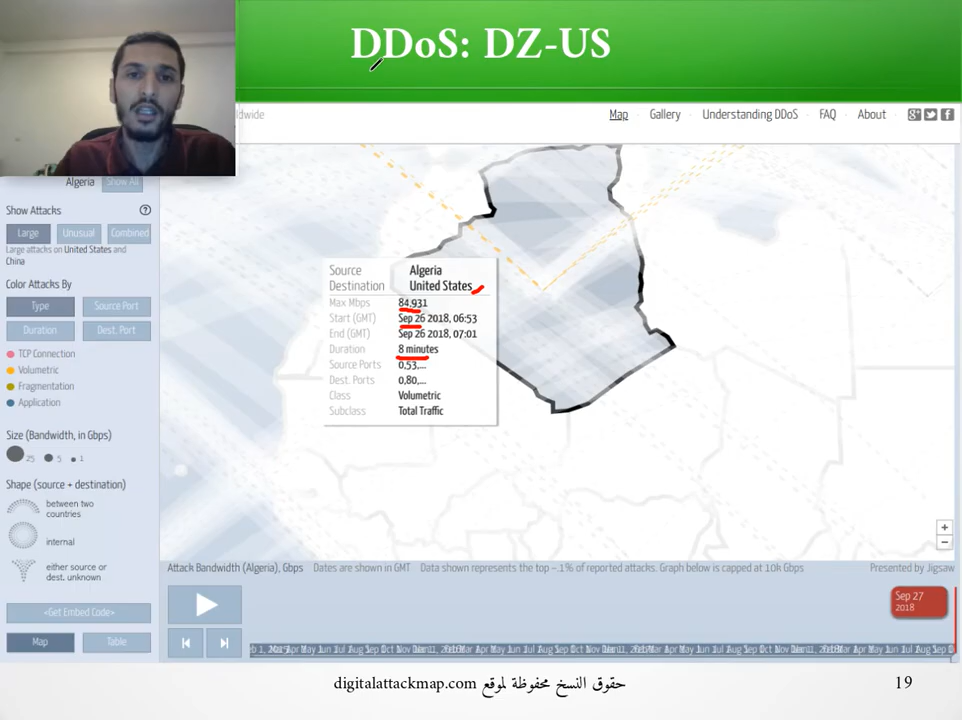 DDoS: DZ-US
ldwide
Map
Gallery
Understanding DDoS
FAQ
About
Algeria
Show All
Show Attacks
?
Large
Unusual
Combined
Large attacks on United States and
China
Color Attacks By
Type
Source Port
Duration
Dest. Port
TCP Connection
Volumetric
Fragmentation
Application
Size (Bandwidth, in Gbps)
25
5
1
Shape (source + destination)
between two
countries
internal
either source or
dest. unknown
<Get Embed Code>
Map
Table
Source Algeria
Destination United States
Max Mbps 84,931
Start (GMT) Sep 26 2018, 06:53
End (GMT) Sep 26 2018, 07:01
Duration 8 minutes
Source Ports 0,53,...
Dest. Ports 0,80,...
Class Volumetric
Subclass Total Traffic
+
−
Attack Bandwidth (Algeria), Gbps
Dates are shown in GMT
Data shown represents the top ~.1% of reported attacks. Graph below is capped at 10k Gbps
Presented by Jigsaw
Sep 27
2018
حقوق النسخ محفوظة لموقع digitalattackmap.com
19